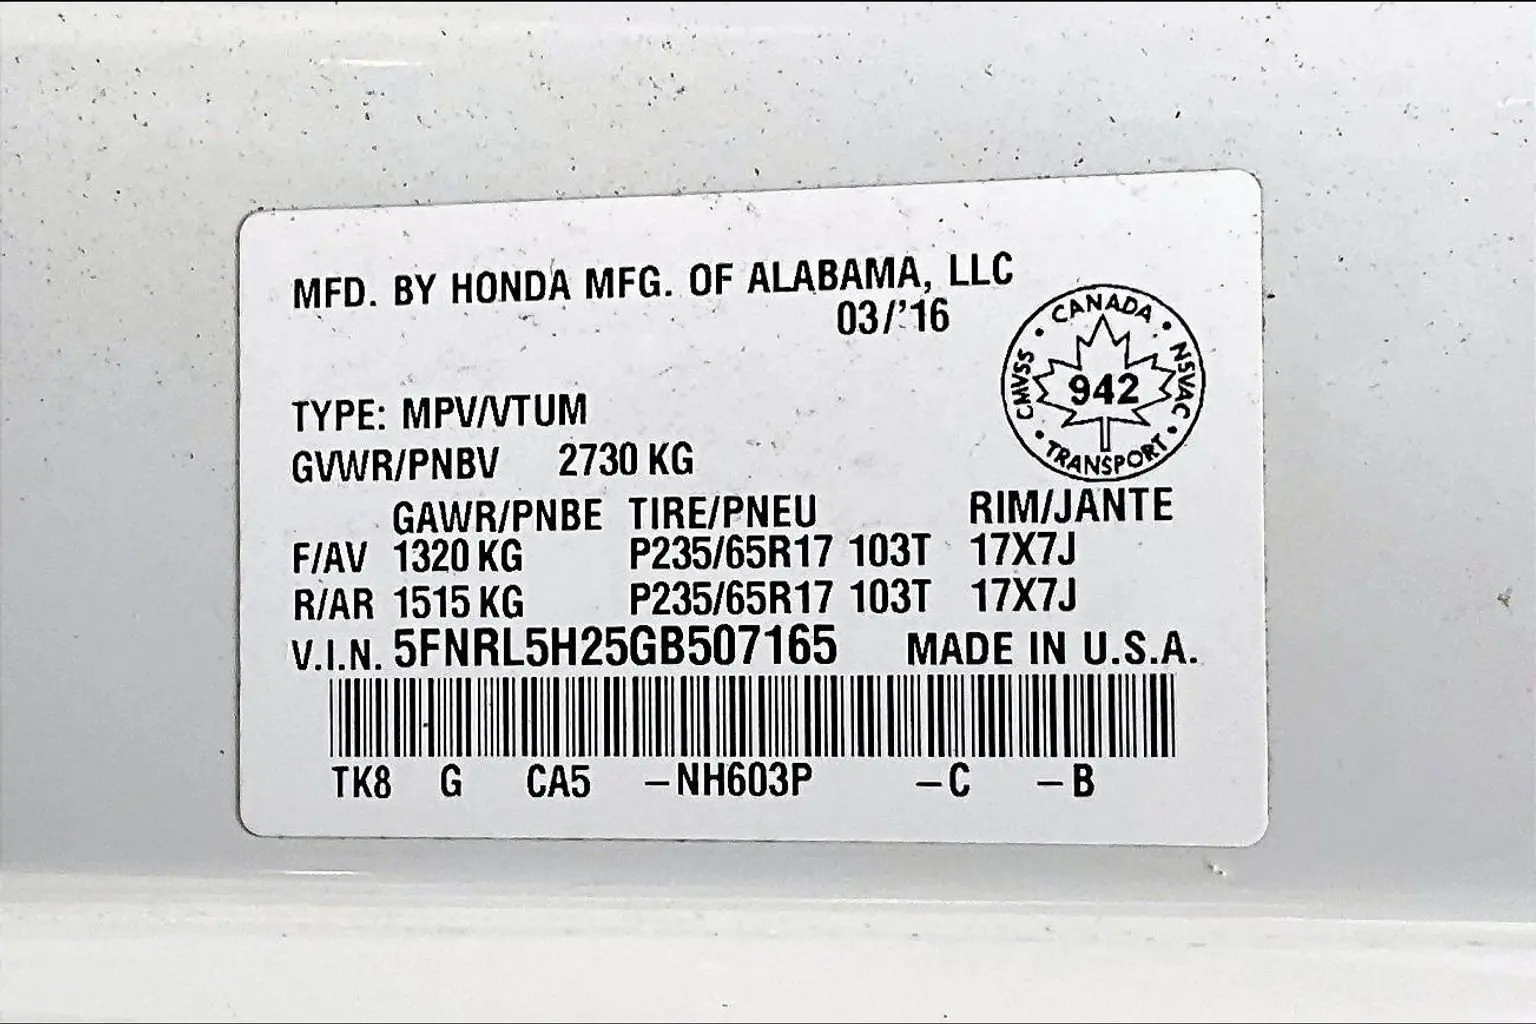 MFD. BY HONDA MFG. OF ALABAMA, LLC
03/'16
CANADA
CMVSS
942
NSVAC
TRANSPORT
TYPE: MPV/VTUM
GVWR/PNBV 2730 KG
GAWR/PNBE TIRE/PNEU RIM/JANTE
F/AV 1320 KG P235/65R17 103T 17X7J
R/AR 1515 KG P235/65R17 103T 17X7J
V.I.N. 5FNRL5H25GB507165 MADE IN U.S.A.
TK8 G CA5 –NH603P –C –B